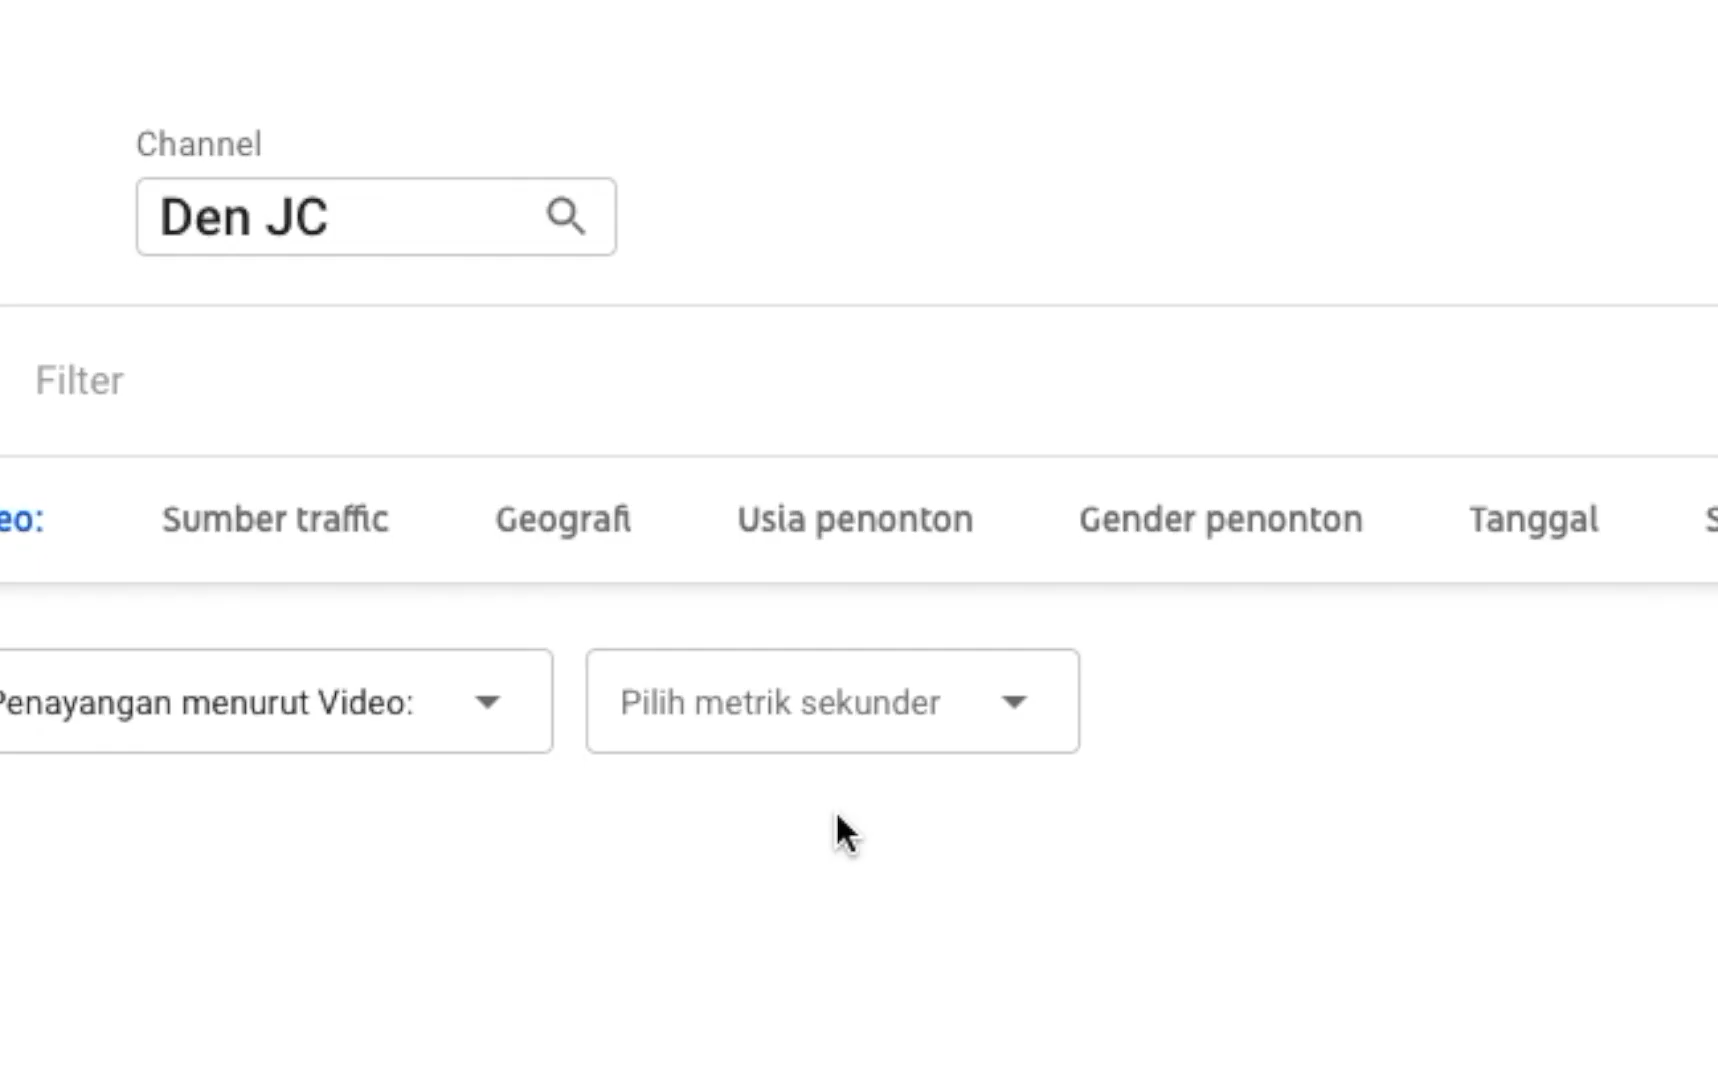 Channel
Den JC
Filter
eo: Sumber traffic Geografi Usia penonton Gender penonton Tanggal S
Penayangan menurut Video: Pilih metrik sekunder